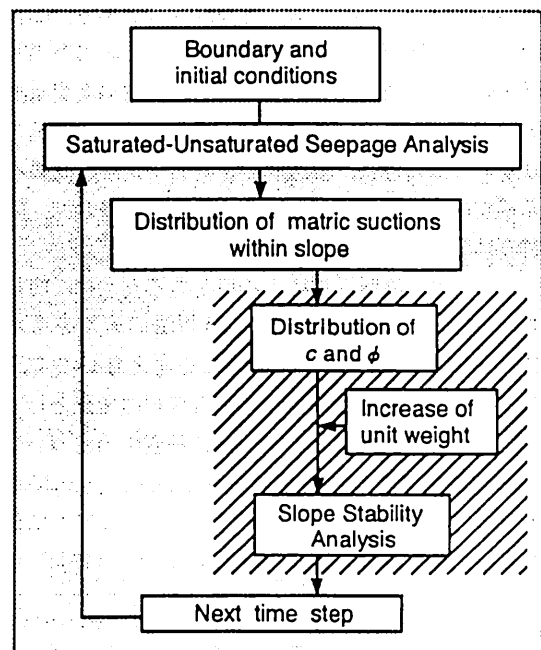 Boundary and
initial conditions
Saturated-Unsaturated Seepage Analysis
Distribution of matric suctions
within slope
Distribution of
c and ϕ
Increase of
unit weight
Slope Stability
Analysis
Next time step